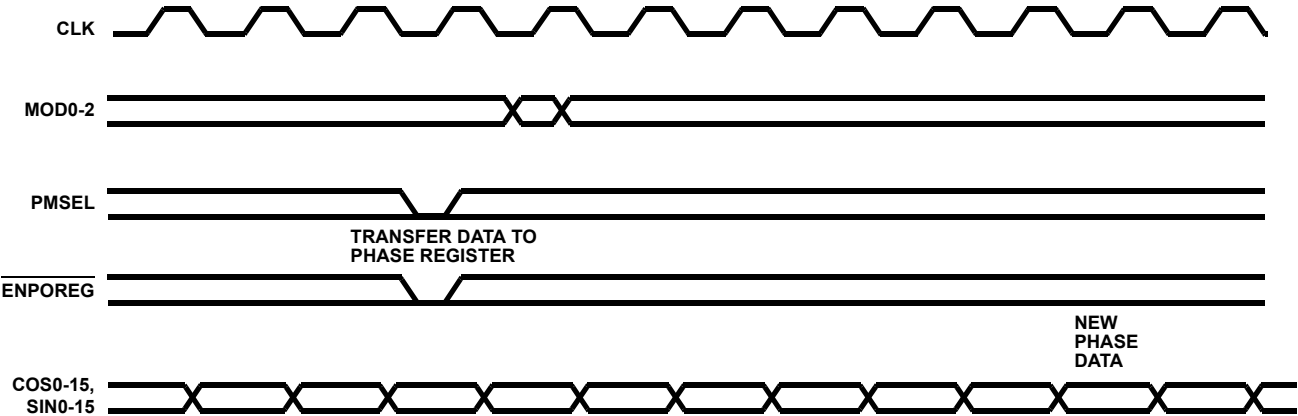 CLK
MOD0-2
PMSEL
TRANSFER DATA TO
PHASE REGISTER
ENPOREG
NEW
PHASE
DATA
COS0-15,
SIN0-15